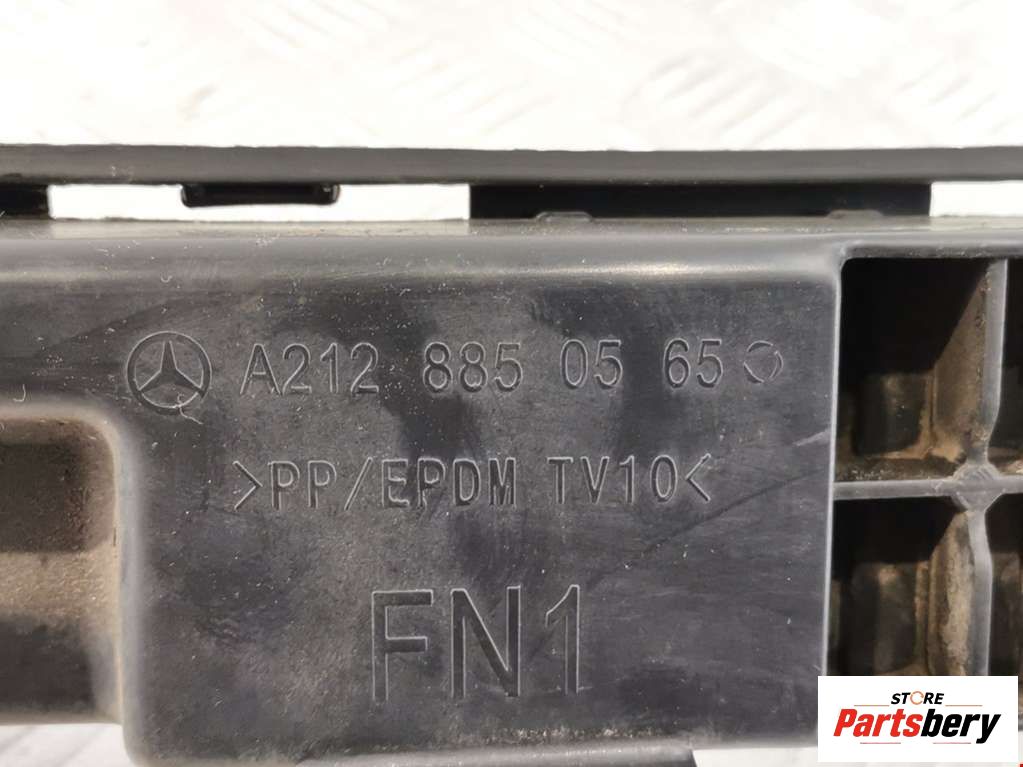 A212 885 05 65
>PP/EPDM TV10<
FN1
STORE
Partsbery